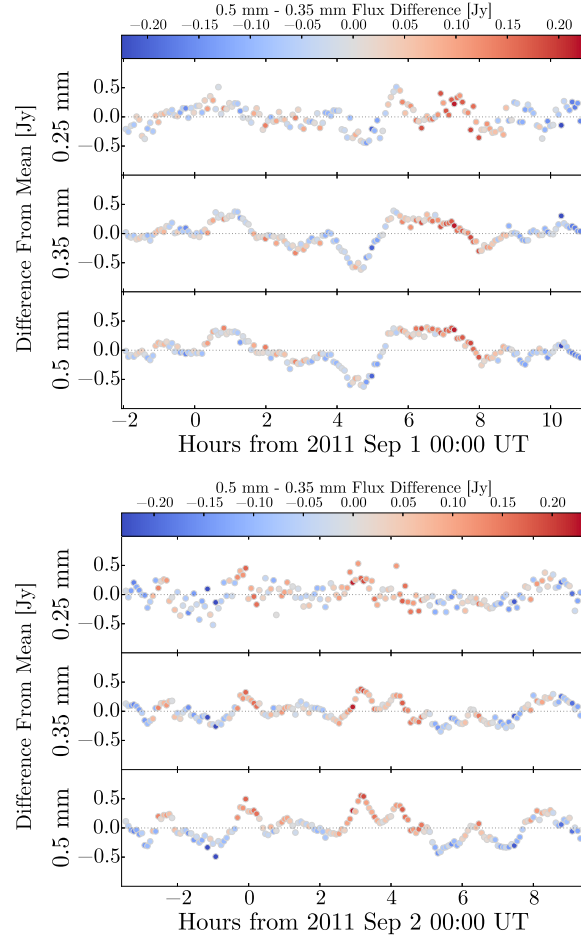 0.5 mm - 0.35 mm Flux Difference [Jy]
−0.20 −0.15 −0.10 −0.05 0.00 0.05 0.10 0.15 0.20
Difference From Mean [Jy]
0.25 mm
0.5
0.0
−0.5
0.35 mm
0.5
0.0
−0.5
0.5 mm
0.5
0.0
−0.5
−2 0 2 4 6 8 10
Hours from 2011 Sep 1 00:00 UT
0.5 mm - 0.35 mm Flux Difference [Jy]
−0.20 −0.15 −0.10 −0.05 0.00 0.05 0.10 0.15 0.20
Difference From Mean [Jy]
0.25 mm
0.5
0.0
−0.5
0.35 mm
0.5
0.0
−0.5
0.5 mm
0.5
0.0
−0.5
−2 0 2 4 6 8
Hours from 2011 Sep 2 00:00 UT